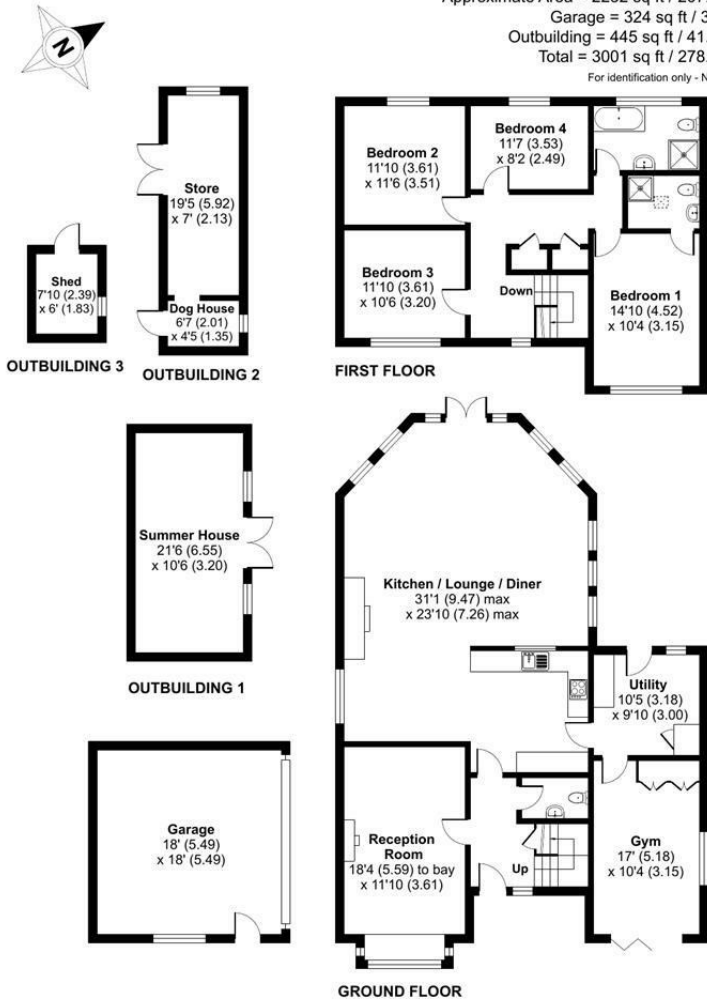 Garage = 324 sq ft / 3
Outbuilding = 445 sq ft / 41.
Total = 3001 sq ft / 278.
For identification only - N
N
Store
19'5 (5.92)
x 7' (2.13)
Dog House
6'7 (2.01)
x 4'5 (1.35)
OUTBUILDING 2
Shed
7'10 (2.39)
x 6' (1.83)
OUTBUILDING 3
Bedroom 2
11'10 (3.61)
x 11'6 (3.51)
Bedroom 4
11'7 (3.53)
x 8'2 (2.49)
Bedroom 3
11'10 (3.61)
x 10'6 (3.20)
Down
Bedroom 1
14'10 (4.52)
x 10'4 (3.15)
FIRST FLOOR
Summer House
21'6 (6.55)
x 10'6 (3.20)
OUTBUILDING 1
Kitchen / Lounge / Diner
31'1 (9.47) max
x 23'10 (7.26) max
Utility
10'5 (3.18)
x 9'10 (3.00)
Garage
18' (5.49)
x 18' (5.49)
Reception
Room
18'4 (5.59) to bay
x 11'10 (3.61)
Up
Gym
17' (5.18)
x 10'4 (3.15)
GROUND FLOOR